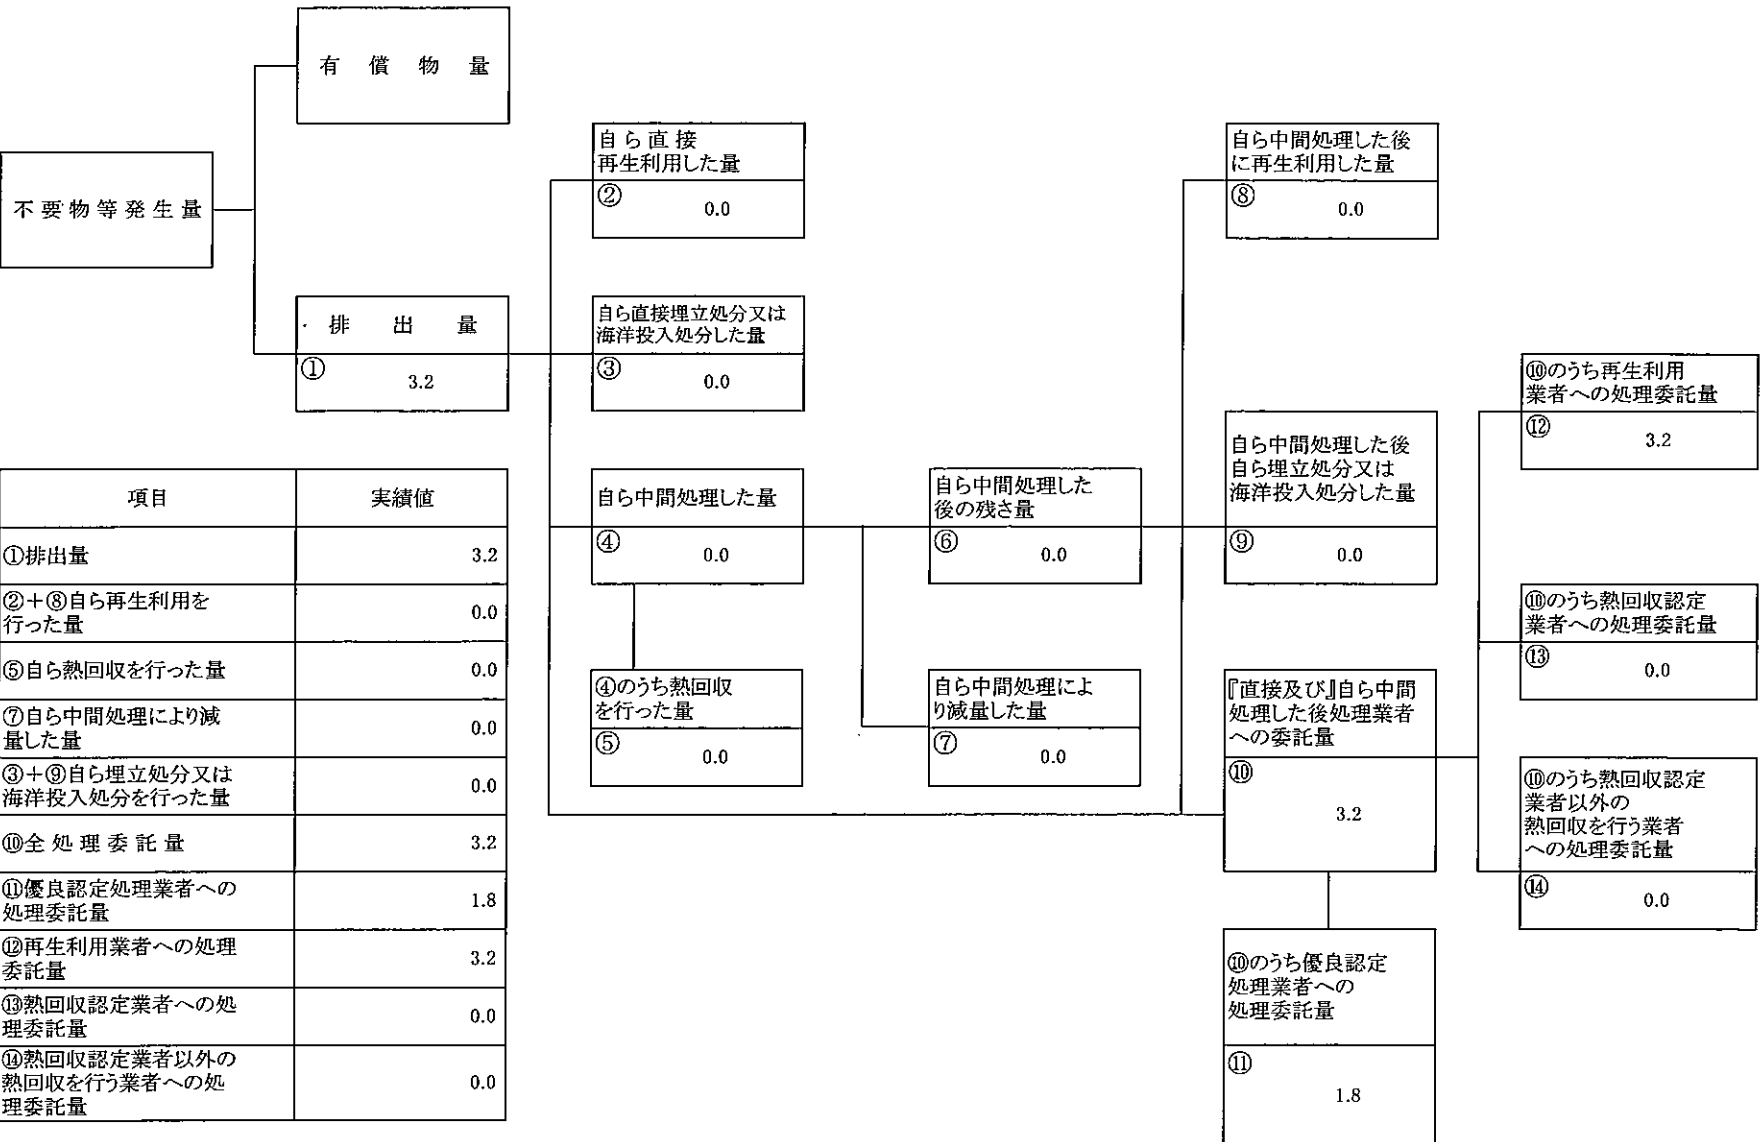 有償物量
不要物等発生量
排出量
①
3.2
自ら直接
再生利用した量
②
0.0
自ら直接埋立処分又は
海洋投入処分した量
③
0.0
自ら中間処理した量
④
0.0
④のうち熱回収
を行った量
⑤
0.0
自ら中間処理した
後の残さ量
⑥
0.0
自ら中間処理によ
り減量した量
⑦
0.0
自ら中間処理した後
に再生利用した量
⑧
0.0
自ら中間処理した後
自ら埋立処分又は
海洋投入処分した量
⑨
0.0
『直接及び』自ら中間
処理した後処理業者
への委託量
⑩
3.2
⑩のうち優良認定
処理業者への
処理委託量
⑪
1.8
⑩のうち再生利用
業者への処理委託量
⑫
3.2
⑩のうち熱回収認定
業者への処理委託量
⑬
0.0
⑩のうち熱回収認定
業者以外の
熱回収を行う業者
への処理委託量
⑭
0.0
項目 実績値
①排出量 3.2
②+⑧自ら再生利用を
行った量 0.0
⑤自ら熱回収を行った量 0.0
⑦自ら中間処理により減
量した量 0.0
③+⑨自ら埋立処分又は
海洋投入処分を行った量 0.0
⑩全処理委託量 3.2
⑪優良認定処理業者への
処理委託量 1.8
⑫再生利用業者への処理
委託量 3.2
⑬熱回収認定業者への処
理委託量 0.0
⑭熱回収認定業者以外の
熱回収を行う業者への処
理委託量 0.0